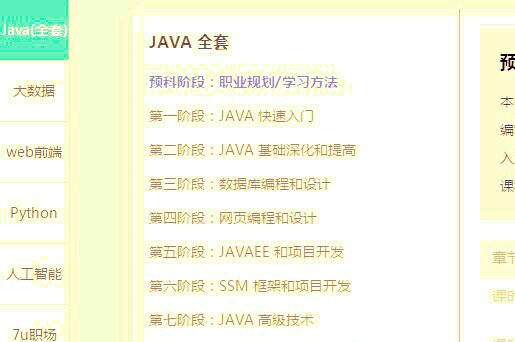 Java(全套)
大数据
web前端
Python
人工智能
7u职场
JAVA 全套
预科阶段：职业规划/学习方法
第一阶段：JAVA 快速入门
第二阶段：JAVA 基础深化和提高
第三阶段：数据库编程和设计
第四阶段：网页编程和设计
第五阶段：JAVAEE 和项目开发
第六阶段：SSM 框架和项目开发
第七阶段：JAVA 高级技术
预
本
编
入
课
章节
课时